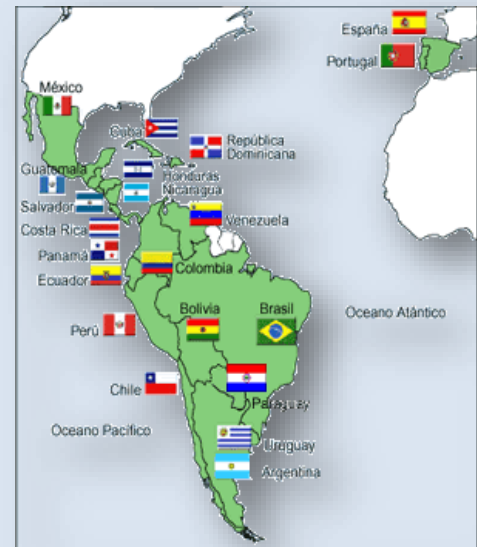 España
Portugal
México
Cuba
República
Dominicana
Guatemala
Honduras
Nicaragua
Salvador
Venezuela
Costa Rica
Panamá
Colombia
Ecuador
Bolivia
Brasil
Oceano Atántico
Perú
Chile
Paraguay
Oceano Pacífico
Uruguay
Argentina